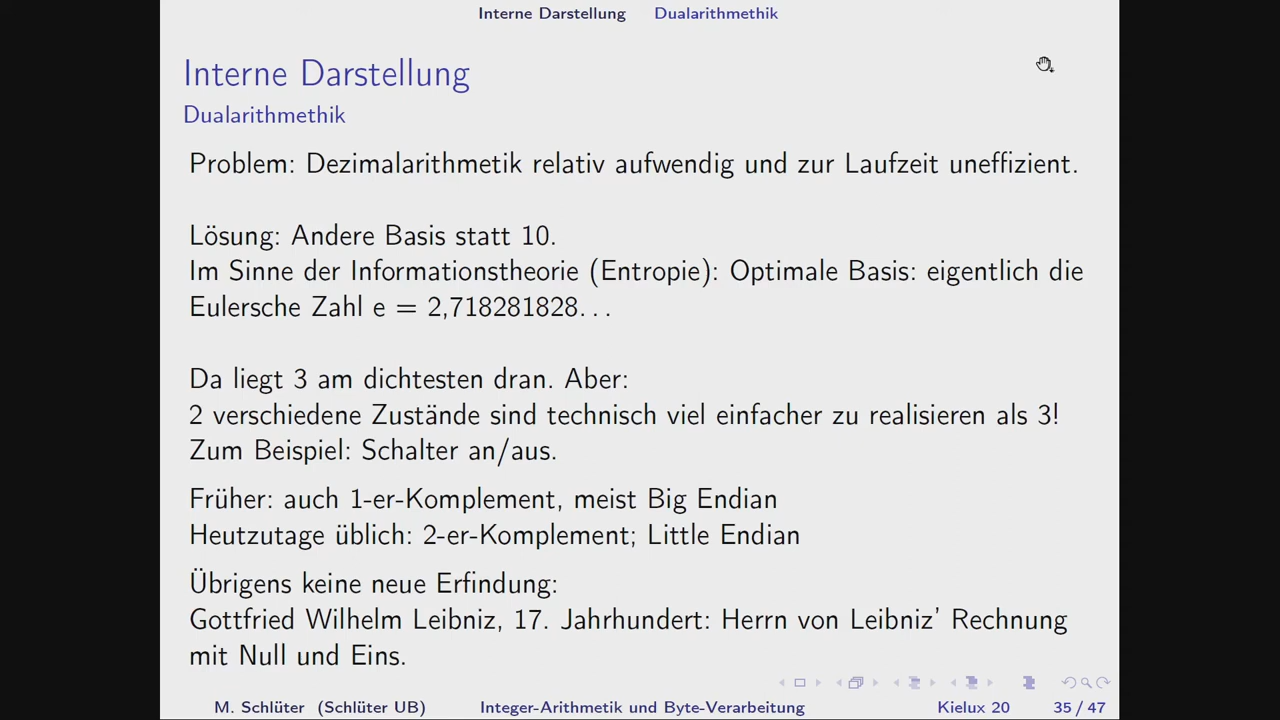 Interne Darstellung Dualarithmethik
Interne Darstellung
Dualarithmethik
Problem: Dezimalarithmetik relativ aufwendig und zur Laufzeit uneffizient.
Lösung: Andere Basis statt 10.
Im Sinne der Informationstheorie (Entropie): Optimale Basis: eigentlich die
Eulersche Zahl e = 2,718281828...
Da liegt 3 am dichtesten dran. Aber:
2 verschiedene Zustände sind technisch viel einfacher zu realisieren als 3!
Zum Beispiel: Schalter an/aus.
Früher: auch 1-er-Komplement, meist Big Endian
Heutzutage üblich: 2-er-Komplement; Little Endian
Übrigens keine neue Erfindung:
Gottfried Wilhelm Leibniz, 17. Jahrhundert: Herrn von Leibniz' Rechnung
mit Null und Eins.
M. Schlüter (Schlüter UB) Integer-Arithmetik und Byte-Verarbeitung Kielux 20 35 / 47